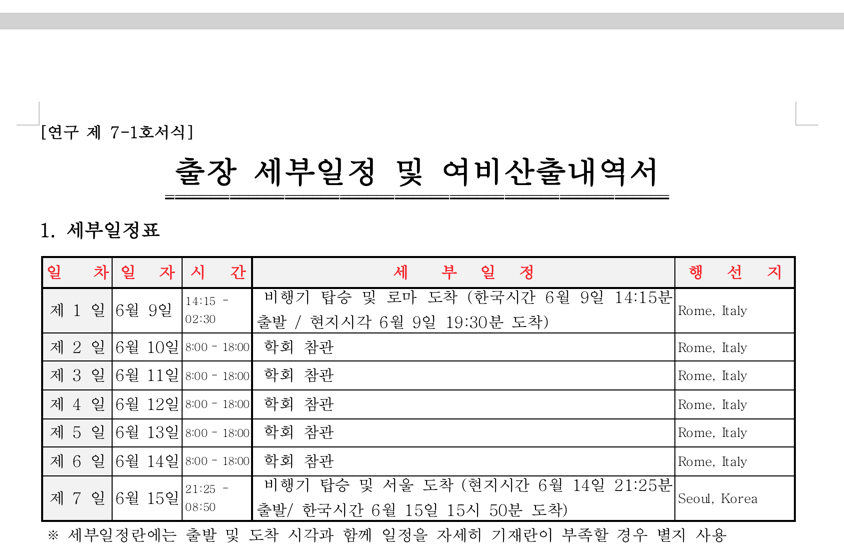 [연구 제 7-1호서식]
출장 세부일정 및 여비산출내역서
1. 세부일정표
일 차 일 자 시 간 세 부 일 정 행 선 지
제 1 일 6월 9일 14:15 - 02:30 비행기 탑승 및 로마 도착 (한국시간 6월 9일 14:15분 Rome, Italy
출발 / 현지시각 6월 9일 19:30분 도착)
제 2 일 6월 10일 8:00 - 18:00 학회 참관 Rome, Italy
제 3 일 6월 11일 8:00 - 18:00 학회 참관 Rome, Italy
제 4 일 6월 12일 8:00 - 18:00 학회 참관 Rome, Italy
제 5 일 6월 13일 8:00 - 18:00 학회 참관 Rome, Italy
제 6 일 6월 14일 8:00 - 18:00 학회 참관 Rome, Italy
제 7 일 6월 15일 21:25 - 08:50 비행기 탑승 및 서울 도착 (현지시간 6월 14일 21:25분 Seoul, Korea
출발/ 한국시간 6월 15일 15시 50분 도착)
※ 세부일정란에는 출발 및 도착 시각과 함께 일정을 자세히 기재란이 부족할 경우 별지 사용